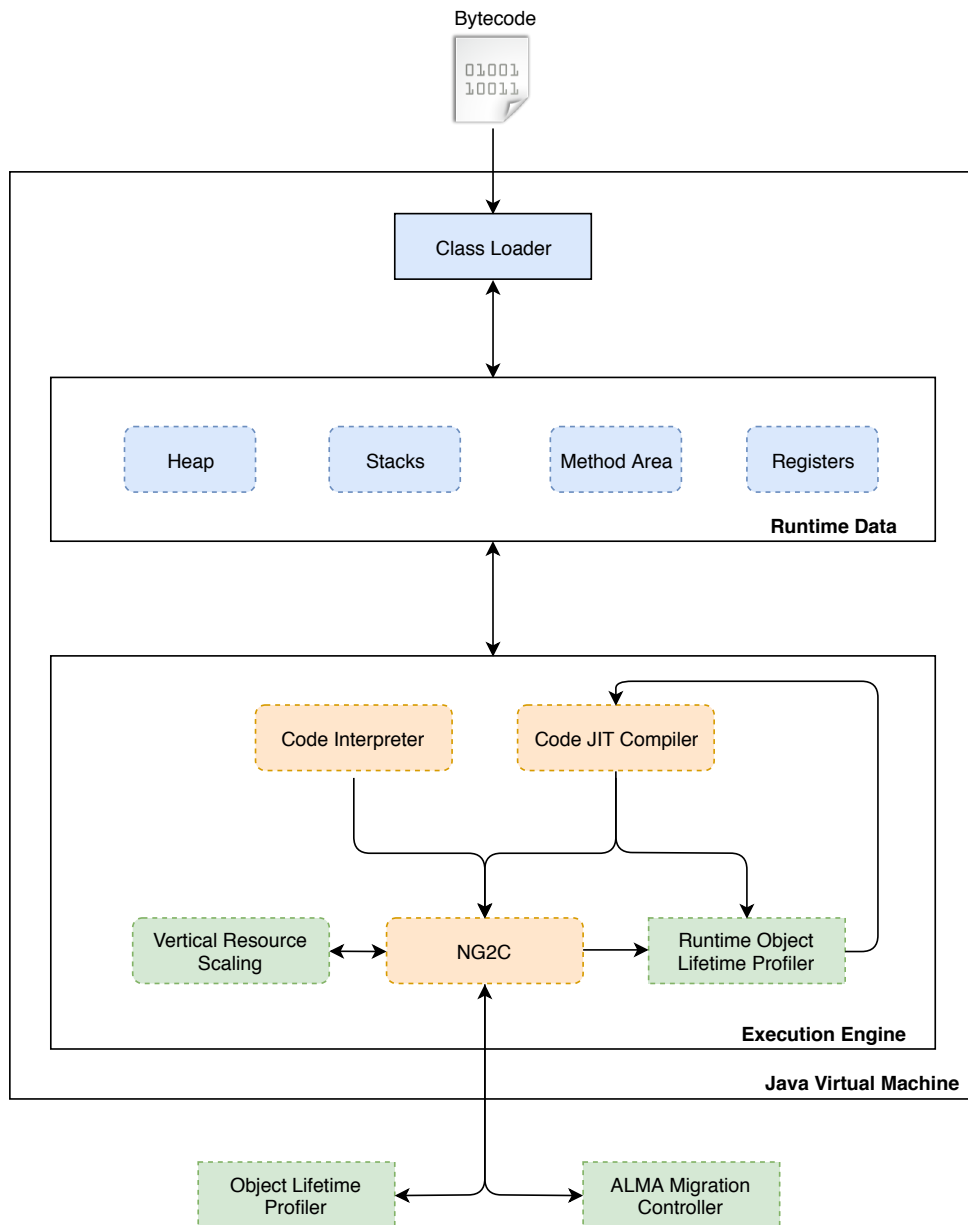 Bytecode
01001
10011
Class Loader
Heap
Stacks
Method Area
Registers
Runtime Data
Code Interpreter
Code JIT Compiler
Vertical Resource
Scaling
NG2C
Runtime Object
Lifetime Profiler
Execution Engine
Java Virtual Machine
Object Lifetime
Profiler
ALMA Migration
Controller